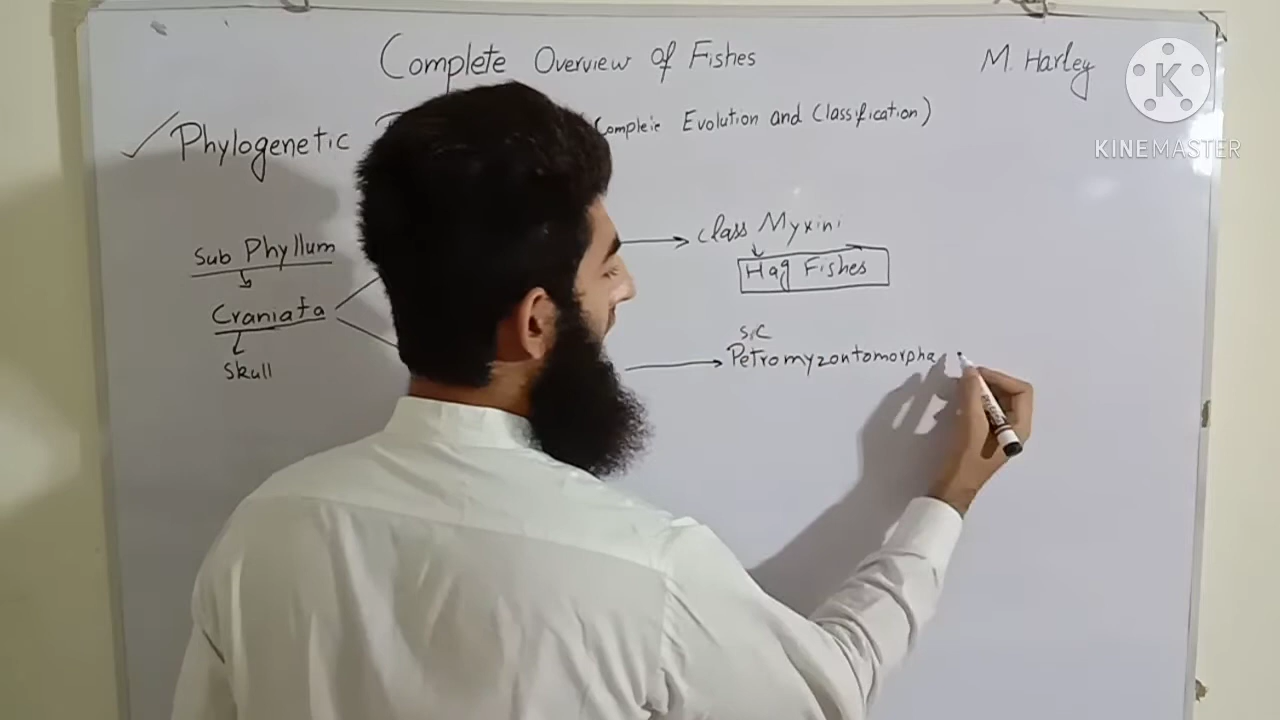 Complete Overview of Fishes
M. Harley
K
KINEMASTER
Phylogenetic
Complete Evolution and Classification)
Sub Phyllum
Craniata
Skull
Class Myxini
Hag Fishes
S.C
Petromyzontomorpha